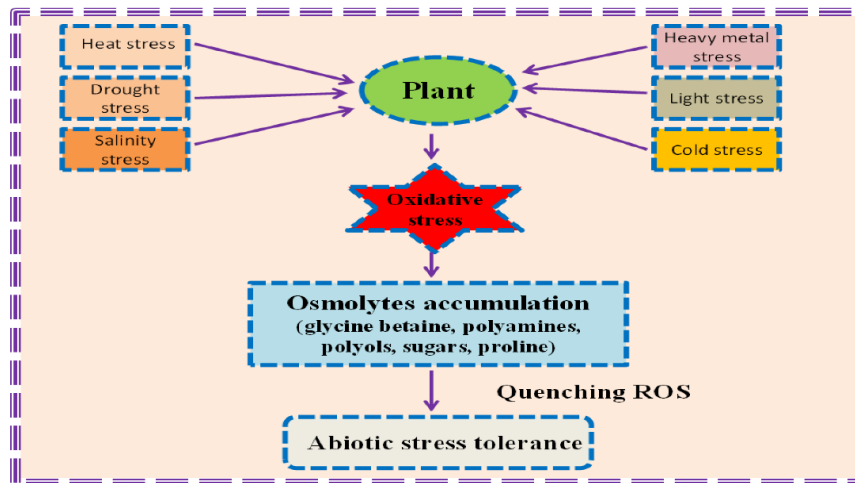 Heat stress
Drought
stress
Salinity
stress
Plant
Heavy metal
stress
Light stress
Cold stress
Oxidative
stress
Osmolytes accumulation
(glycine betaine, polyamines,
polyols, sugars, proline)
Quenching ROS
Abiotic stress tolerance